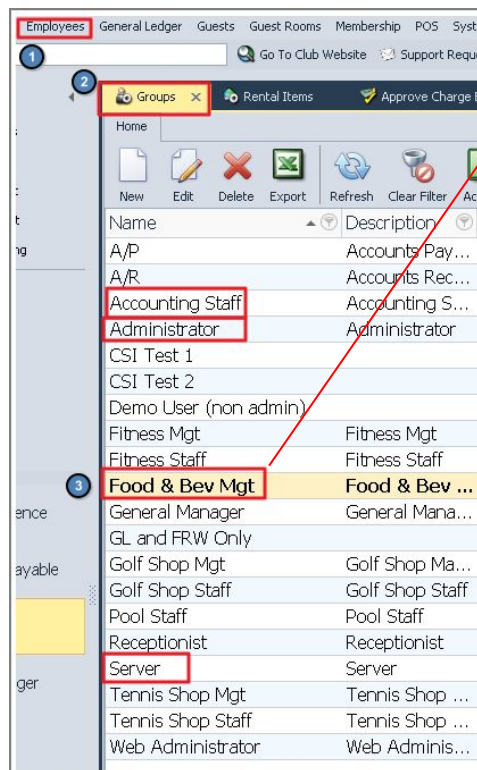 Employees General Ledger Guests Guest Rooms Membership POS Syst
1 Go To Club Website Support Requ
2
Groups x Rental Items Approve Charge
Home
New Edit Delete Export Refresh Clear Filter Ac
Name Description
A/P Accounts Pay...
A/R Accounts Rec...
Accounting Staff Accounting S...
Administrator Administrator
CSI Test 1
CSI Test 2
Demo User (non admin)
Fitness Mgt Fitness Mgt
Fitness Staff Fitness Staff
3 Food & Bev Mgt Food & Bev ...
ence General Manager General Mana...
GL and FRW Only
ayable Golf Shop Mgt Golf Shop Ma...
Golf Shop Staff Golf Shop Staff
Pool Staff Pool Staff
Receptionist Receptionist
Server Server
ger Tennis Shop Mgt Tennis Shop ...
Tennis Shop Staff Tennis Shop ...
Web Administrator Web Adminis...